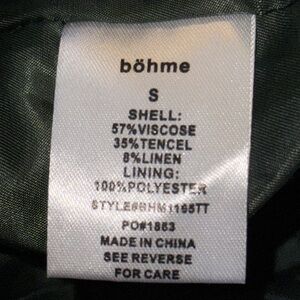 böhme
S
SHELL:
57%VISCOSE
35%TENCEL
8%LINEN
LINING:
100%POLYESTER
STYLE#BHM1165TT
PO#1863
MADE IN CHINA
SEE REVERSE
FOR CARE